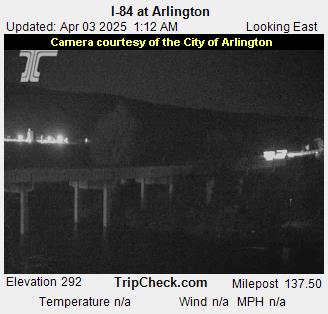 I-84 at Arlington
Updated: Apr 03 2025 1:12 AM Looking East
Camera courtesy of the City of Arlington
Elevation 292 TripCheck.com Milepost 137.50
Temperature n/a Wind n/a MPH n/a